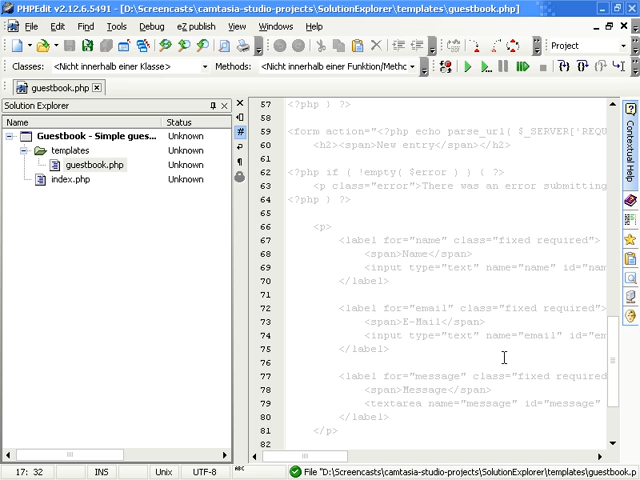 PHPEdit v2.12.6.5491 - [D:\Screencasts\camtasia-studio-projects\SolutionExplorer\templates\guestbook.php]
File Edit Find Insert Tools Debug eZ publish View Window Help
Project
Classes: <Nicht innerhalb einer Klasse> Methods: <Nicht innerhalb einer Funktion/Methc
guestbook.php
Solution Explorer
Name Status
Guestbook - Simple gues... Unknown
templates Unknown
guestbook.php Unknown
index.php Unknown
57 <?php } ?>
58
59 <form action="<?php echo parse_url( $_SERVER['REQU
60 <h2><span>New entry</span></h2>
61
62 <?php if ( !empty( $error ) ) { ?>
63 <p class="error">There was an error submitting
64 <?php } ?>
65
66 <p>
67 <label for="name" class="fixed required">
68 <span>Name</span>
69 <input type="text" name="name" id="nam
70 </label>
71
72 <label for="email" class="fixed required">
73 <span>E-Mail</span>
74 <input type="text" name="email" id="em
75 </label>
76
77 <label for="message" class="fixed required
78 <span>Message</span>
79 <textarea name="message" id="message"
80 </label>
81 </p>
82
Contextual Help
17: 32 INS Unix UTF-8 ABC File "D:\Screencasts\camtasia-studio-projects\SolutionExplorer\templates\guestbook.p